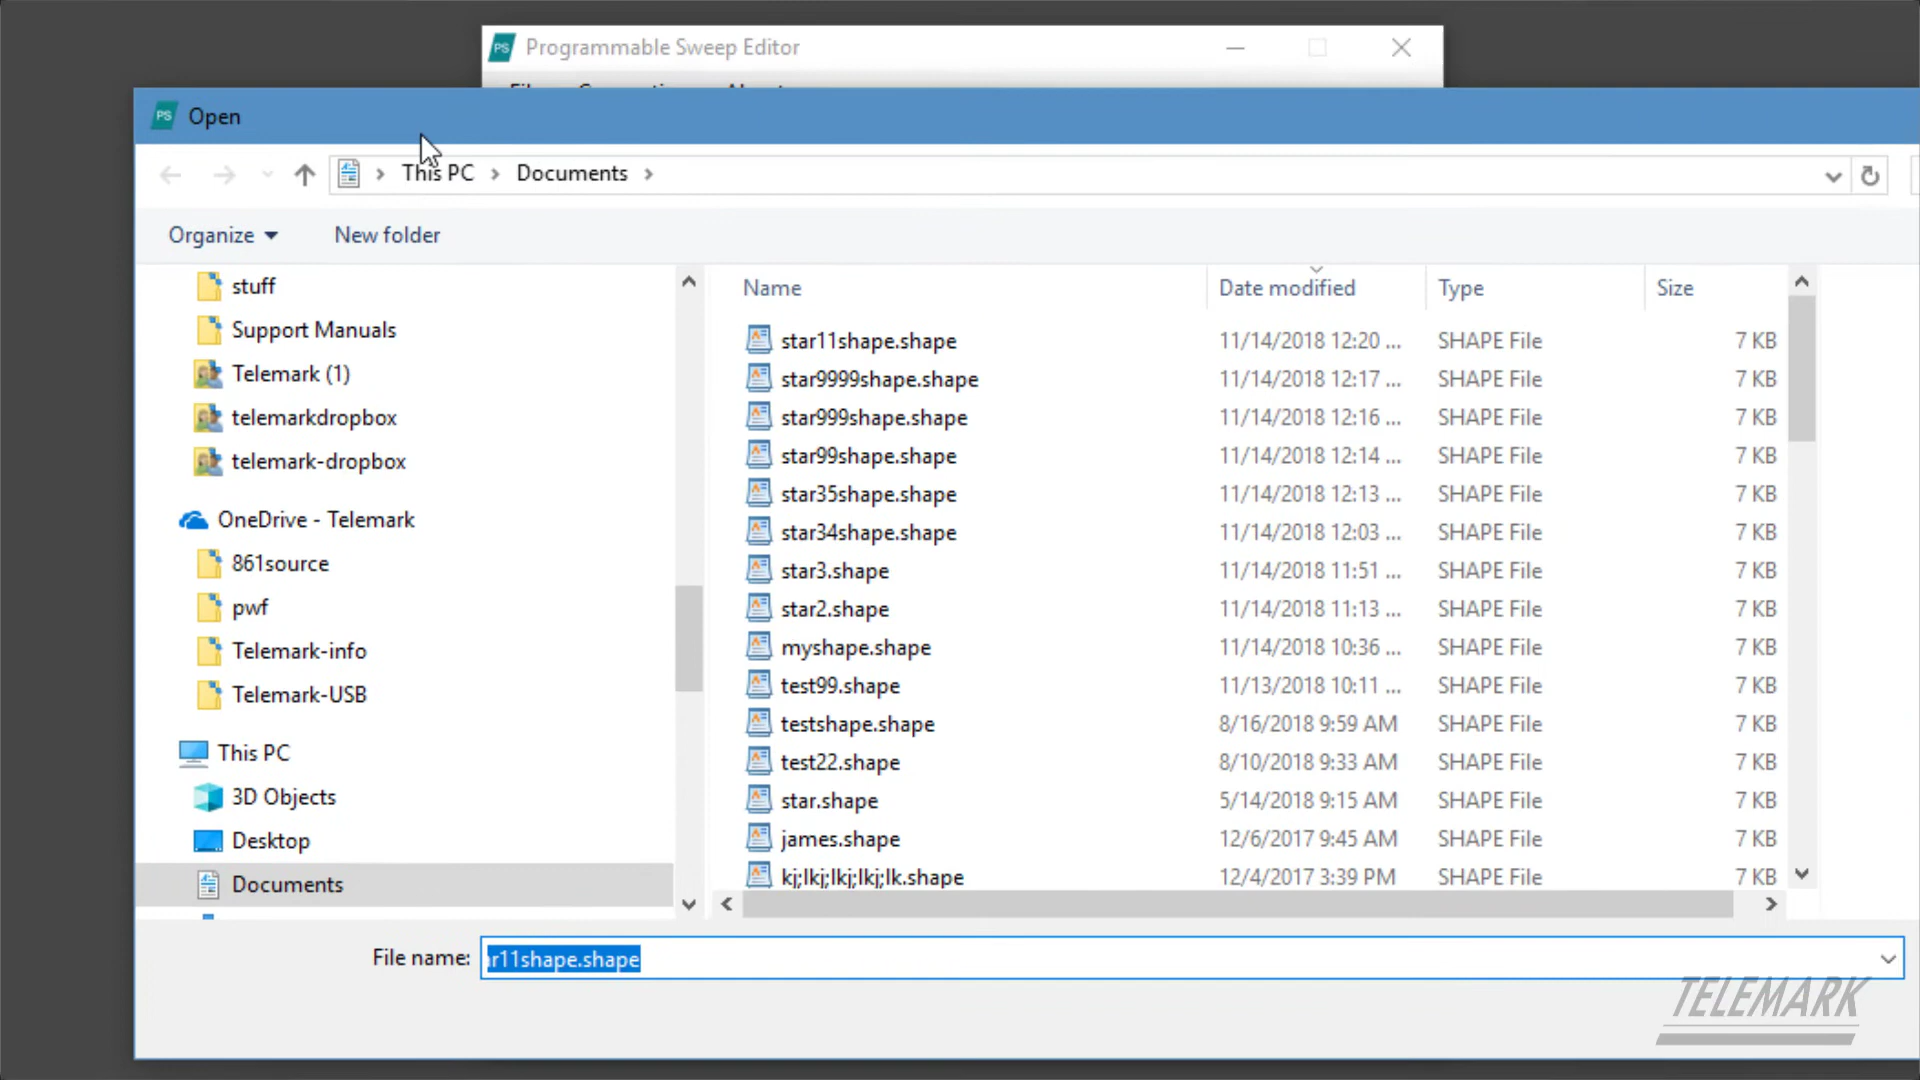 PS Programmable Sweep Editor
PS Open
This PC > Documents >
Organize New folder
Name Date modified Type Size
stuff
Support Manuals
Telemark (1)
telemarkdropbox
telemark-dropbox
OneDrive - Telemark
861source
pwf
Telemark-info
Telemark-USB
This PC
3D Objects
Desktop
Documents
star11shape.shape 11/14/2018 12:20 ... SHAPE File 7 KB
star9999shape.shape 11/14/2018 12:17 ... SHAPE File 7 KB
star999shape.shape 11/14/2018 12:16 ... SHAPE File 7 KB
star99shape.shape 11/14/2018 12:14 ... SHAPE File 7 KB
star35shape.shape 11/14/2018 12:13 ... SHAPE File 7 KB
star34shape.shape 11/14/2018 12:03 ... SHAPE File 7 KB
star3.shape 11/14/2018 11:51 ... SHAPE File 7 KB
star2.shape 11/14/2018 11:13 ... SHAPE File 7 KB
myshape.shape 11/14/2018 10:36 ... SHAPE File 7 KB
test99.shape 11/13/2018 10:11 ... SHAPE File 7 KB
testshape.shape 8/16/2018 9:59 AM SHAPE File 7 KB
test22.shape 8/10/2018 9:33 AM SHAPE File 7 KB
star.shape 5/14/2018 9:15 AM SHAPE File 7 KB
james.shape 12/6/2017 9:45 AM SHAPE File 7 KB
kj;lkj;lkj;lkj;lk.shape 12/4/2017 3:39 PM SHAPE File 7 KB
File name: r11shape.shape
TELEMARK